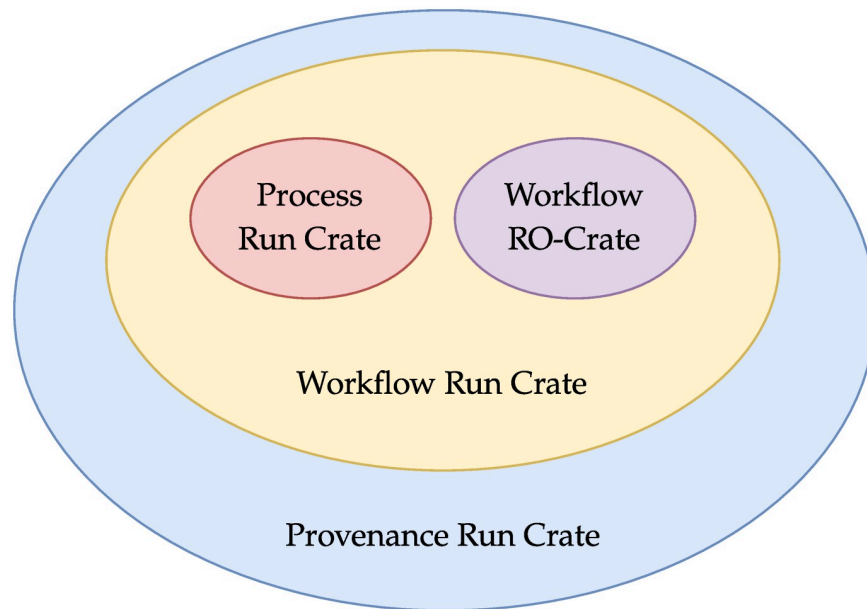 Process
Run Crate
Workflow
RO-Crate
Workflow Run Crate
Provenance Run Crate